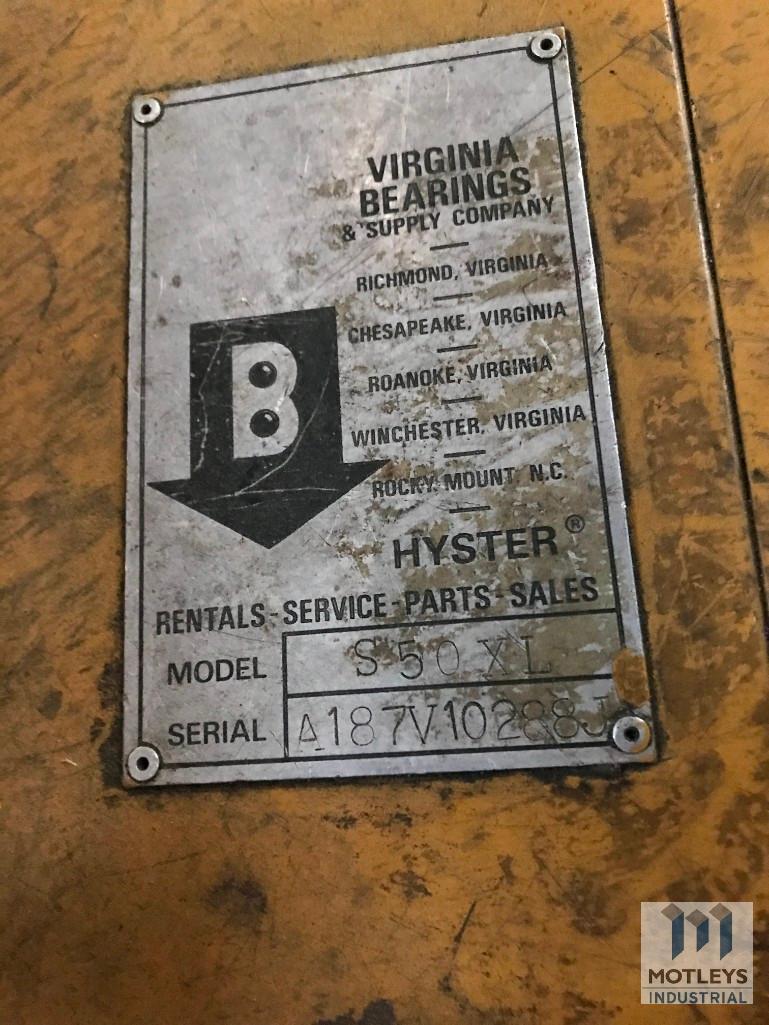 VIRGINIA
BEARINGS
& SUPPLY COMPANY
RICHMOND, VIRGINIA
CHESAPEAKE, VIRGINIA
ROANOKE, VIRGINIA
WINCHESTER, VIRGINIA
ROCKY MOUNT, N.C.
B
HYSTER®
RENTALS-SERVICE-PARTS-SALES
MODEL S50XL
SERIAL A187V10288J
MOTLEYS
INDUSTRIAL